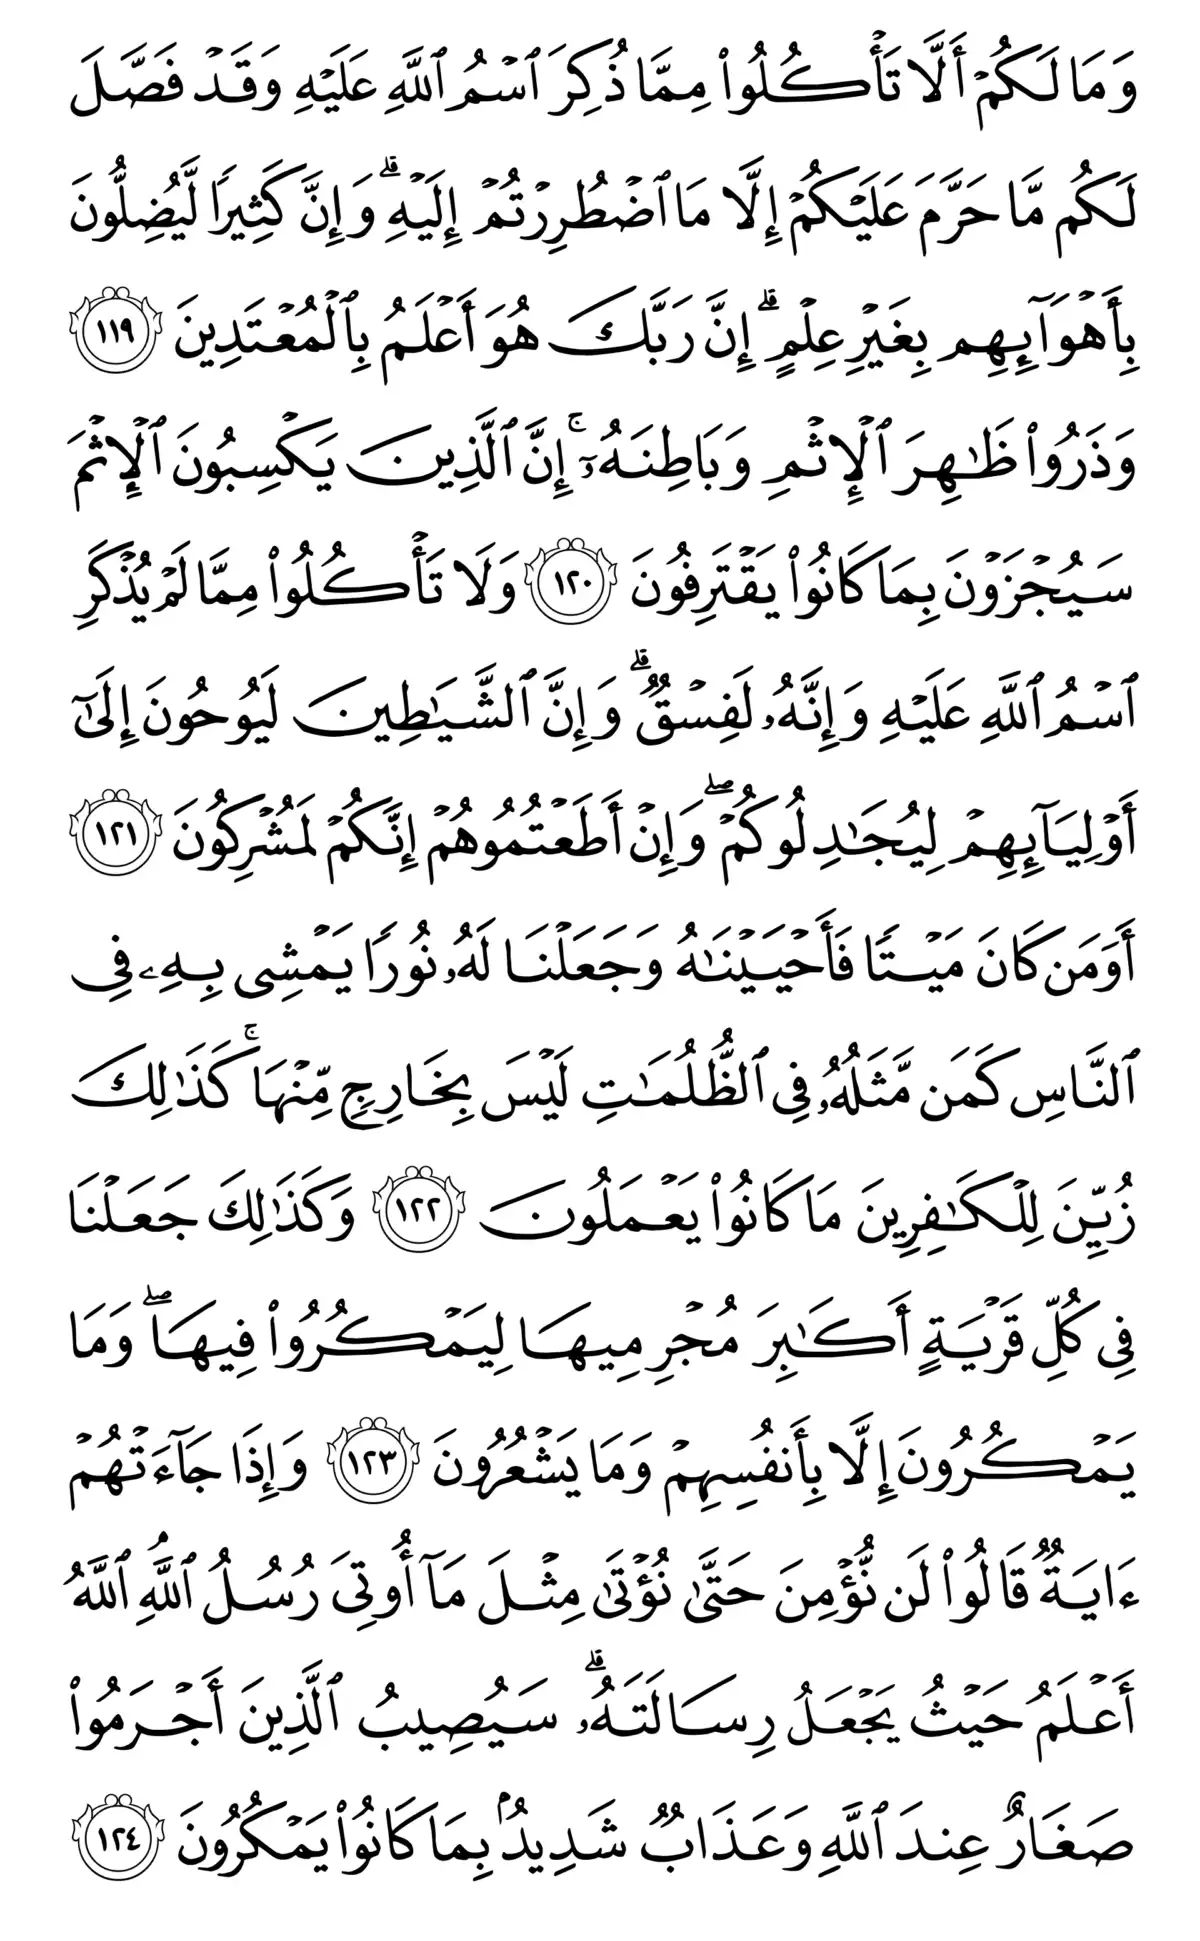 وَمَا لَكُمۡ أَلَّا تَأۡكُلُواْ مِمَّا ذُكِرَ ٱسۡمُ ٱللَّهِ عَلَيۡهِ وَقَدۡ فَصَّلَ
لَكُم مَّا حَرَّمَ عَلَيۡكُمۡ إِلَّا مَا ٱضۡطُرِرۡتُمۡ إِلَيۡهِۗ وَإِنَّ كَثِيرٗا لَّيُضِلُّونَ
بِأَهۡوَآئِهِم بِغَيۡرِ عِلۡمٍۚ إِنَّ رَبَّكَ هُوَ أَعۡلَمُ بِٱلۡمُعۡتَدِينَ ١١٩
وَذَرُواْ ظَٰهِرَ ٱلۡإِثۡمِ وَبَاطِنَهُۥٓۚ إِنَّ ٱلَّذِينَ يَكۡسِبُونَ ٱلۡإِثۡمَ
سَيُجۡزَوۡنَ بِمَا كَانُواْ يَقۡتَرِفُونَ ١٢٠ وَلَا تَأۡكُلُواْ مِمَّا لَمۡ يُذۡكَرِ
ٱسۡمُ ٱللَّهِ عَلَيۡهِ وَإِنَّهُۥ لَفِسۡقٞۗ وَإِنَّ ٱلشَّيَٰطِينَ لَيُوحُونَ إِلَىٰٓ
أَوۡلِيَآئِهِمۡ لِيُجَٰدِلُوكُمۡۖ وَإِنۡ أَطَعۡتُمُوهُمۡ إِنَّكُمۡ لَمُشۡرِكُونَ ١٢١
أَوَمَن كَانَ مَيۡتٗا فَأَحۡيَيۡنَٰهُ وَجَعَلۡنَا لَهُۥ نُورٗا يَمۡشِي بِهِۦ فِي
ٱلنَّاسِ كَمَن مَّثَلُهُۥ فِي ٱلظُّلُمَٰتِ لَيۡسَ بِخَارِجٖ مِّنۡهَاۚ كَذَٰلِكَ
زُيِّنَ لِلۡكَٰفِرِينَ مَا كَانُواْ يَعۡمَلُونَ ١٢٢ وَكَذَٰلِكَ جَعَلۡنَا
فِي كُلِّ قَرۡيَةٍ أَكَٰبِرَ مُجۡرِمِيهَا لِيَمۡكُرُواْ فِيهَاۖ وَمَا
يَمۡكُرُونَ إِلَّا بِأَنفُسِهِمۡ وَمَا يَشۡعُرُونَ ١٢٣ وَإِذَا جَآءَتۡهُمۡ
ءَايَةٞ قَالُواْ لَن نُّؤۡمِنَ حَتَّىٰ نُؤۡتَىٰ مِثۡلَ مَآ أُوتِيَ رُسُلُ ٱللَّهِۘ ٱللَّهُ
أَعۡلَمُ حَيۡثُ يَجۡعَلُ رِسَالَتَهُۥۗ سَيُصِيبُ ٱلَّذِينَ أَجۡرَمُواْ
صَغَارٌ عِندَ ٱللَّهِ وَعَذَابٞ شَدِيدُۢ بِمَا كَانُواْ يَمۡكُرُونَ ١٢٤